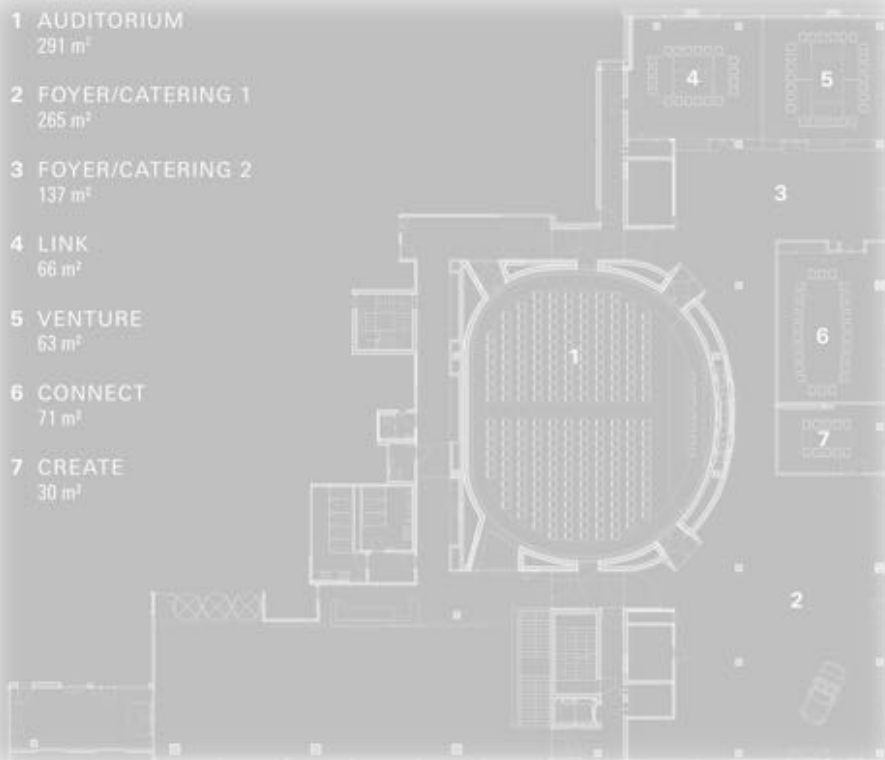 1 AUDITORIUM
291 m²
2 FOYER/CATERING 1
265 m²
3 FOYER/CATERING 2
137 m²
4 LINK
66 m²
5 VENTURE
63 m²
6 CONNECT
71 m²
7 CREATE
30 m²
4
5
3
6
1
7
2